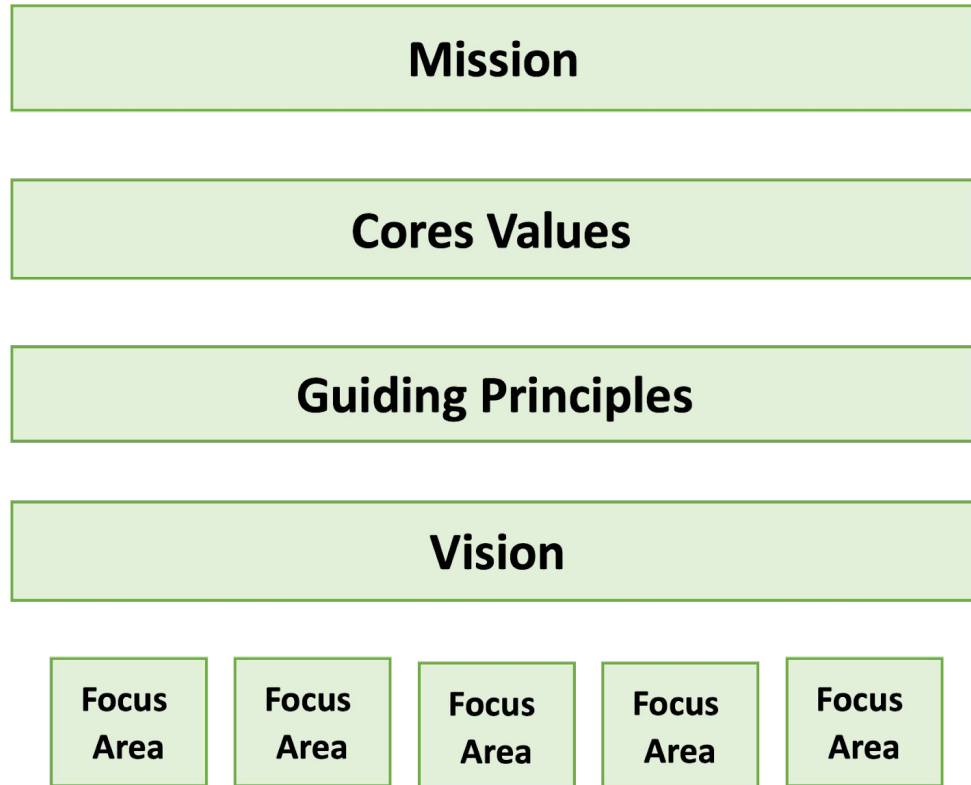 Mission
Cores Values
Guiding Principles
Vision
Focus
Area
Focus
Area
Focus
Area
Focus
Area
Focus
Area